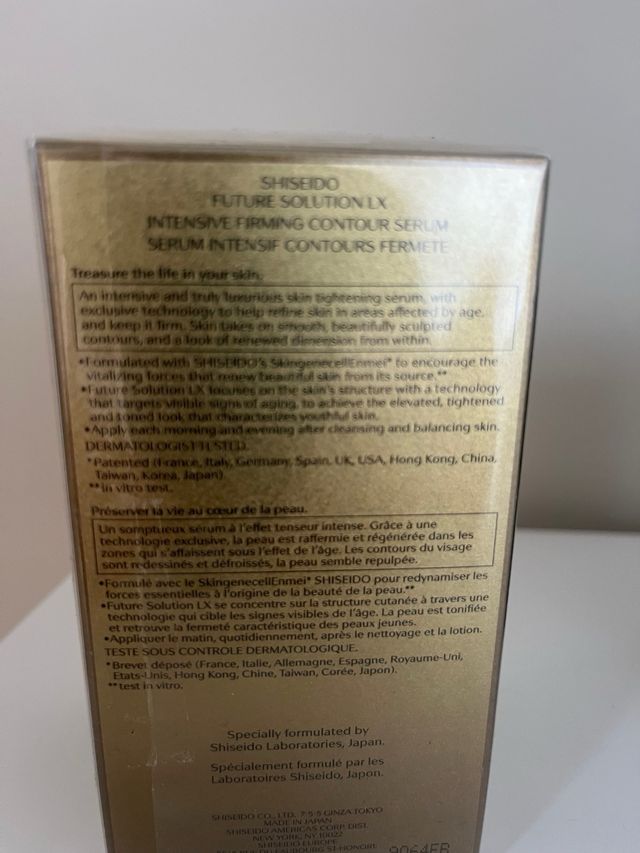 SHISEIDO
FUTURE SOLUTION LX
INTENSIVE FIRMING CONTOUR SERUM
SERUM INTENSIF CONTOURS FERMETE
Treasure the life in your skin.
An intensive and truly luxurious skin tightening serum, with
exclusive technology to help refine skin in areas affected by age,
and keep it firm. Skin takes on smooth, beautifully sculpted
contours, and a look of renewed dimension from within.
•Formulated with SHISEIDO's SkingenecellEnmei* to encourage the
vitalizing forces that renew beautiful skin from its source.**
•Future Solution LX focuses on the skin's structure with a technology
that targets visible signs of aging, to achieve the elevated, tightened
and toned look that characterizes youthful skin.
•Apply each morning and evening after cleansing and balancing skin.
DERMATOLOGIST-TESTED.
*Patented (France, Italy, Germany, Spain, UK, USA, Hong Kong, China,
Taiwan, Korea, Japan)
**in vitro test.
Préserver la vie au cœur de la peau.
Un somptueux sérum à l'effet tenseur intense. Grâce à une
technologie exclusive, la peau est raffermie et régénérée dans les
zones qui s'affaissent sous l'effet de l'âge. Les contours du visage
sont redessinés et défroissés, la peau semble repulpée.
•Formulé avec le SkingenecellEnmei* SHISEIDO pour redynamiser les
forces essentielles à l'origine de la beauté de la peau.**
•Future Solution LX se concentre sur la structure cutanée à travers une
technologie qui cible les signes visibles de l'âge. La peau est tonifiée
et retrouve la fermeté caractéristique des peaux jeunes.
•Appliquer le matin, quotidiennement, après le nettoyage et la lotion.
TESTE SOUS CONTROLE DERMATOLOGIQUE.
*Brevet déposé (France, Italie, Allemagne, Espagne, Royaume-Uni,
Etats-Unis, Hong Kong, Chine, Taiwan, Corée, Japon).
**test in vitro.
Specially formulated by
Shiseido Laboratories, Japan.
Spécialement formulé par les
Laboratoires Shiseido, Japon.
SHISEIDO CO., LTD. 7-5-5 GINZA TOKYO
MADE IN JAPAN
SHISEIDO AMERICAS CORP. DIST.
NEW YORK, NY 10022
SHISEIDO EUROPE
FAUBOURG ST-HONORE
9064FB